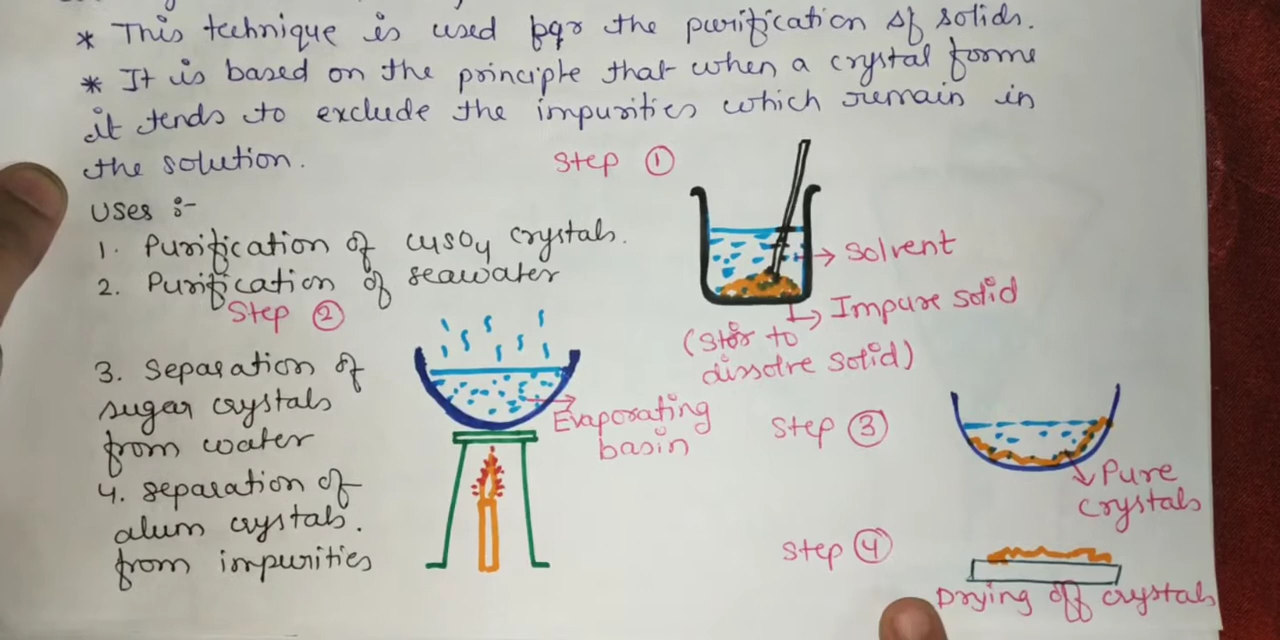 * This technique is used for the purification of solids.
* It is based on the principle that when a crystal forme
it tends to exclude the impurities which remain in
the solution.
Step ①
Uses :-
1. Purification of CuSO4 crystals.
2. Purification of seawater
Solvent
Impure solid
(Stir to
dissolve solid)
Step ②
3. Separation of
sugar crystals
from water
4. Separation of
alum crystals.
from impurities
Evaporating
basin
Step ③
Pure
crystals
Step ④
Drying off crystals